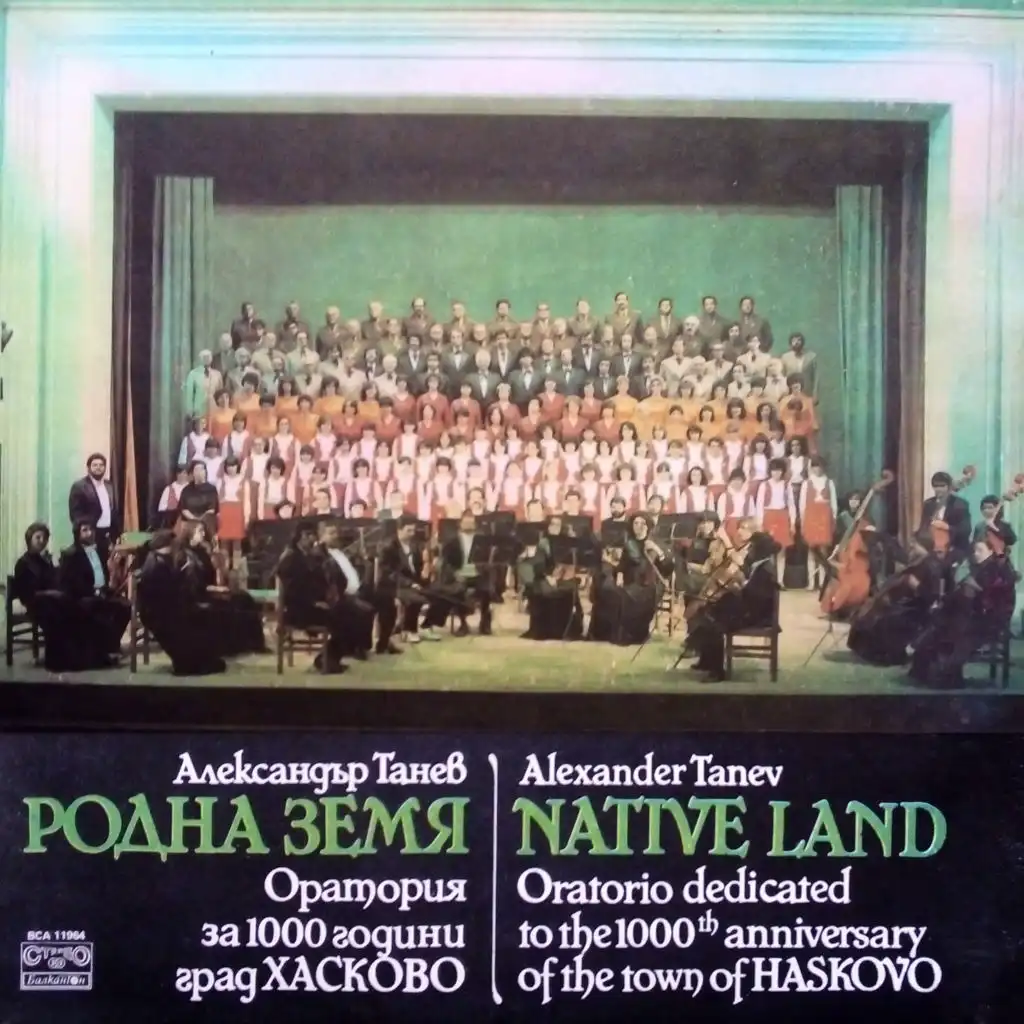 Александър Танев
РОДНА ЗЕМЯ
Оратория
за 1000 години
град ХАСКОВО
Alexander Tanev
NATIVE LAND
Oratorio dedicated
to the 1000th anniversary
of the town of HASKOVO
ВСА 11964
СТЕРЕО
Балкантон